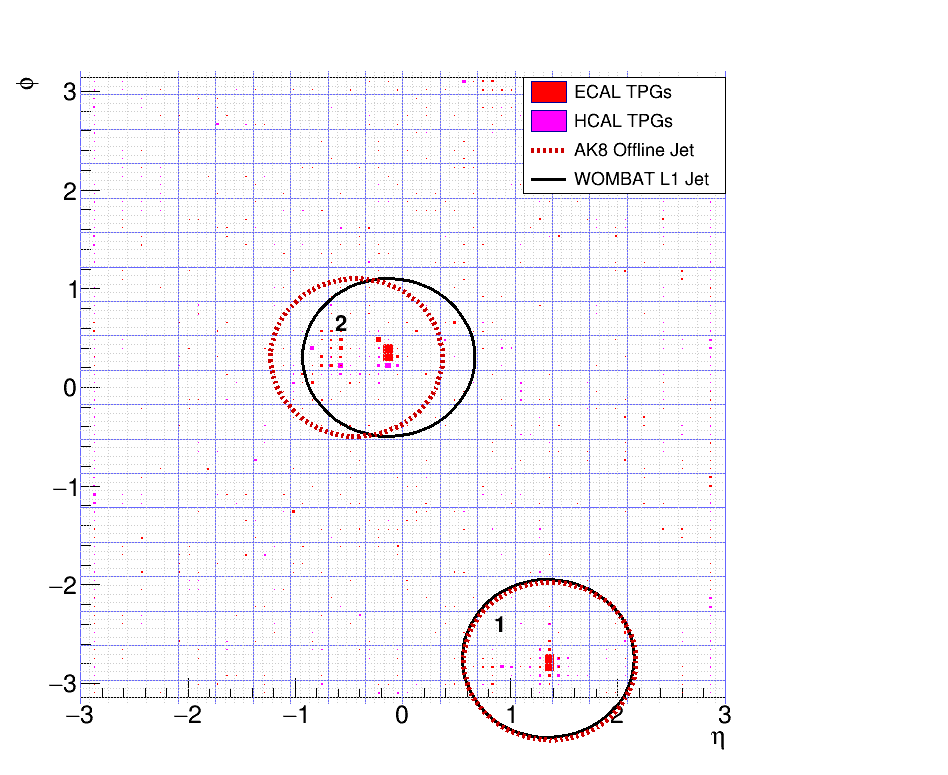 ϕ
3
2
1
0
−1
−2
−3
ECAL TPGs
HCAL TPGs
AK8 Offline Jet
WOMBAT L1 Jet
2
1
−3 −2 −1 0 1 2 3
η